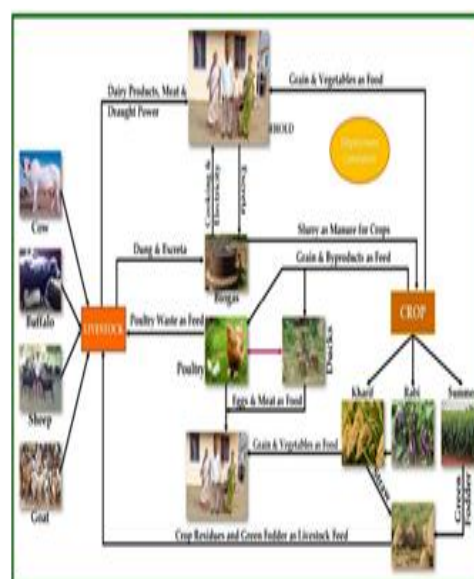 Grain & Vegetables as Food
Dairy Products, Meat &
Draught Power
HOLD
Cooking &
Electricity
Cow
Slurry as Manure for Crops
Dung & Excreta
Grain & Byproducts as Feed
Biogas
Buffalo
LIVESTOCK
Poultry Waste as Feed
CROP
Poultry
Ducks
Sheep
Kharif
Rabi
Summer
Eggs & Meat as Food
Grain & Vegetables as Food
Goat
Green
Fodder
Crop Residues and Green Fodder as Livestock Feed